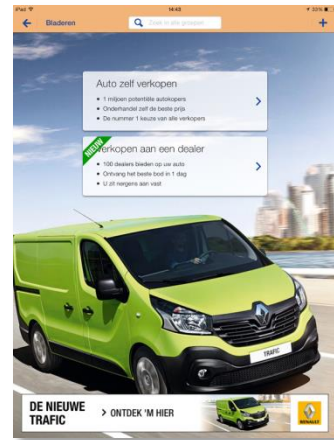 iPad
14:43
22%
Bladeren
Zoek in alle groepen
Auto zelf verkopen
• 1 miljoen potentiële autokopers
• Onderhandel zelf de beste prijs
• De nummer 1 keuze van alle verkopers
NIEUW
Verkopen aan een dealer
• 100 dealers bieden op uw auto
• Ontvang het beste bod in 1 dag
• U zit nergens aan vast
TRAFIC
DE NIEUWE
TRAFIC
> ONTDEK 'M HIER
RENAULT